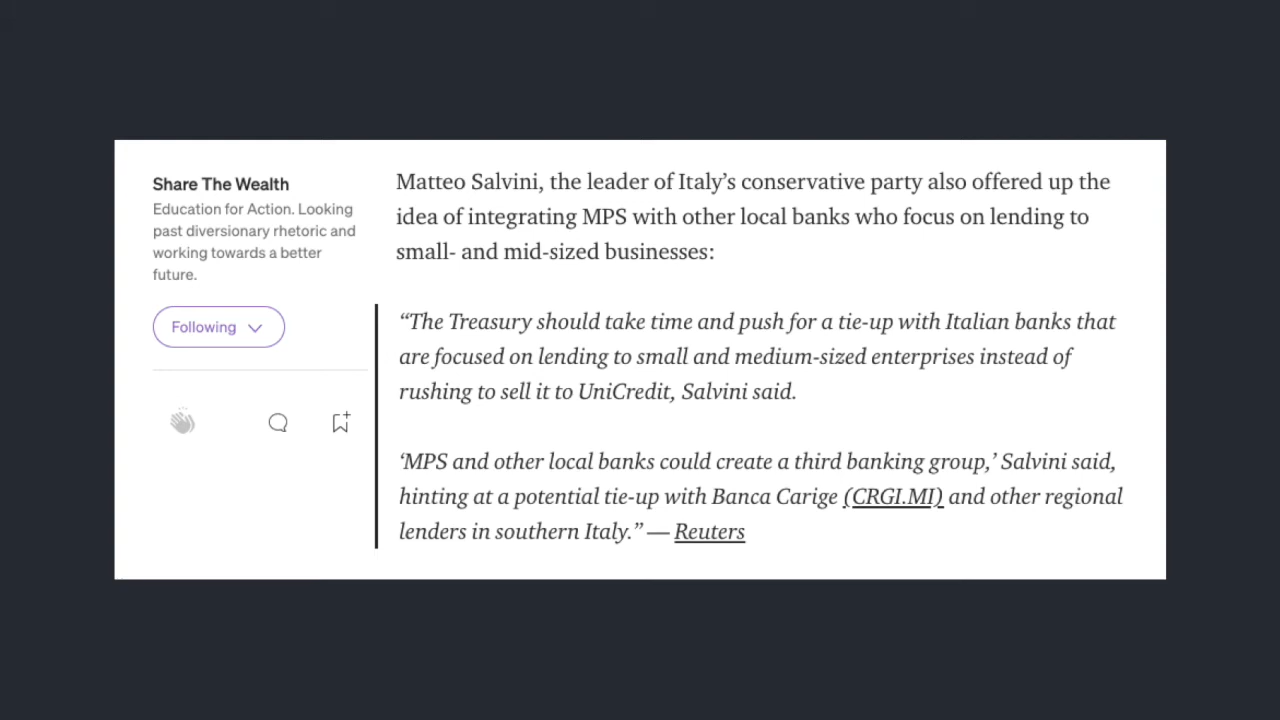 Share The Wealth
Education for Action. Looking
past diversionary rhetoric and
working towards a better
future.
Following
Matteo Salvini, the leader of Italy’s conservative party also offered up the
idea of integrating MPS with other local banks who focus on lending to
small- and mid-sized businesses:
“The Treasury should take time and push for a tie-up with Italian banks that
are focused on lending to small and medium-sized enterprises instead of
rushing to sell it to UniCredit, Salvini said.
‘MPS and other local banks could create a third banking group,’ Salvini said,
hinting at a potential tie-up with Banca Carige (CRGI.MI) and other regional
lenders in southern Italy.” — Reuters